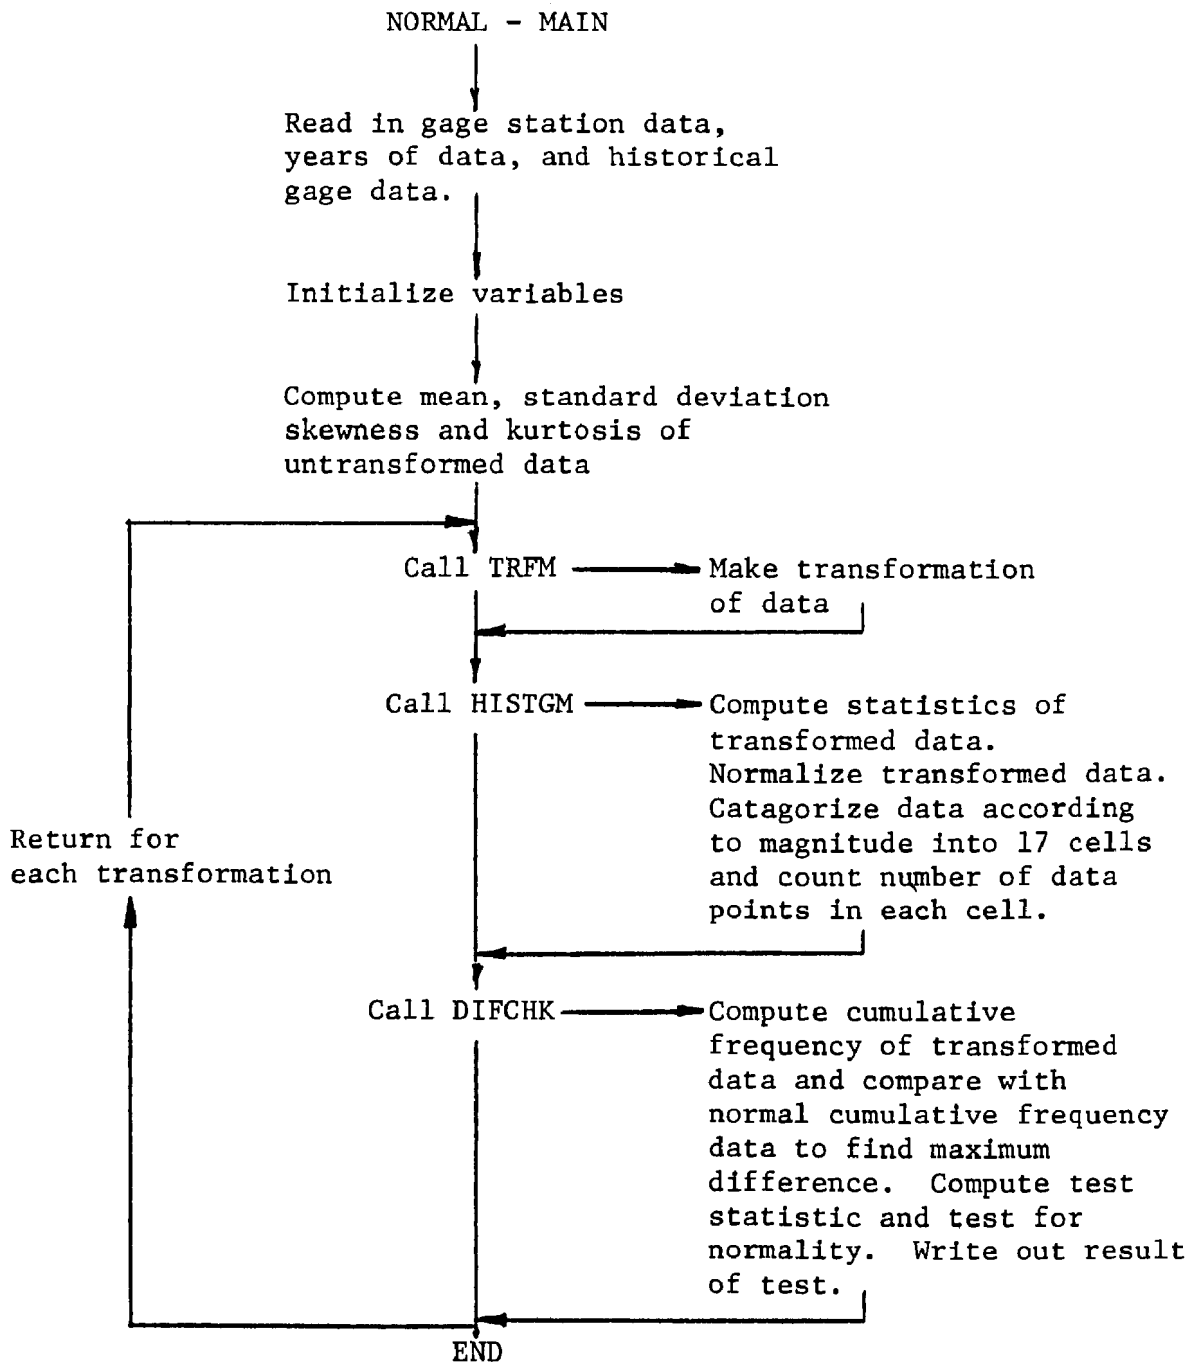 NORMAL - MAIN
Read in gage station data,
years of data, and historical
gage data.
Initialize variables
Compute mean, standard deviation
skewness and kurtosis of
untransformed data
Call TRFM
Make transformation
of data
Call HISTGM
Compute statistics of
transformed data.
Normalize transformed data.
Catagorize data according
to magnitude into 17 cells
and count number of data
points in each cell.
Return for
each transformation
Call DIFCHK
Compute cumulative
frequency of transformed
data and compare with
normal cumulative frequency
data to find maximum
difference. Compute test
statistic and test for
normality. Write out result
of test.
END